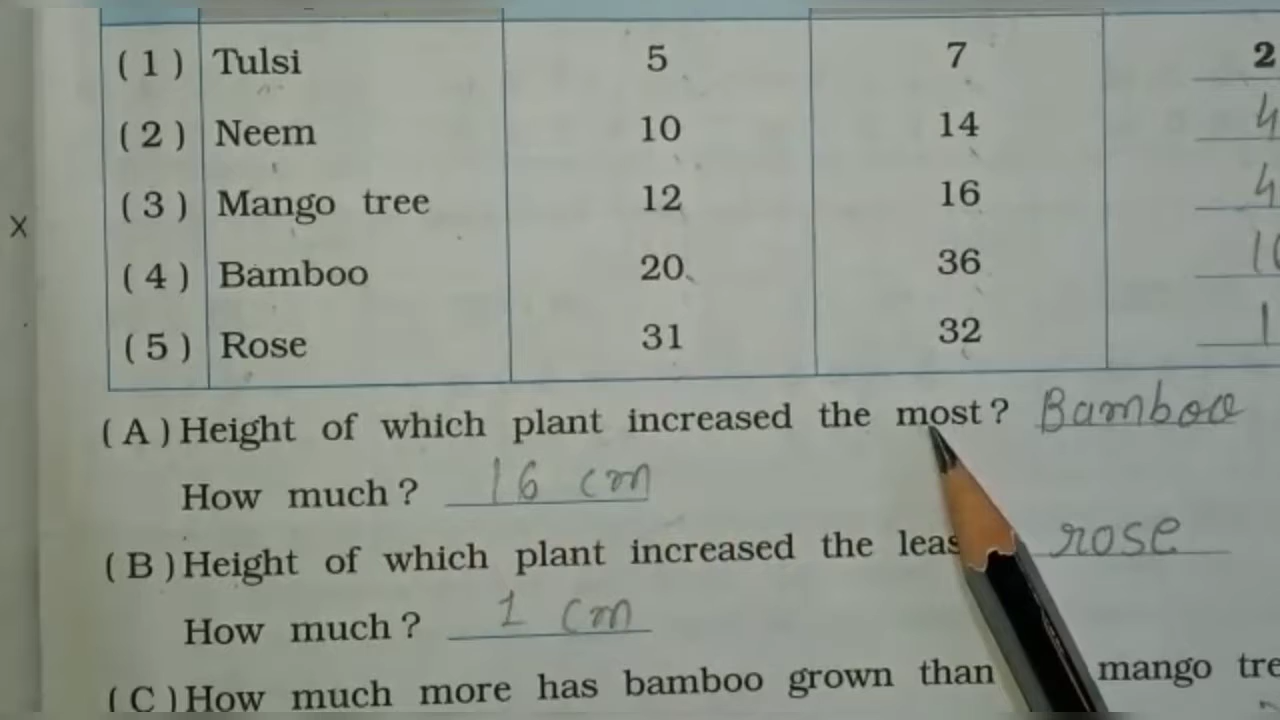 ( 1 ) Tulsi 5 7 2
( 2 ) Neem 10 14 4
( 3 ) Mango tree 12 16 4
( 4 ) Bamboo 20 36
( 5 ) Rose 31 32 1
( A ) Height of which plant increased the most? Bamboo
How much? 16 cm
( B ) Height of which plant increased the rose
How much? 1 cm
( C ) How much more has bamboo grown than mango
X